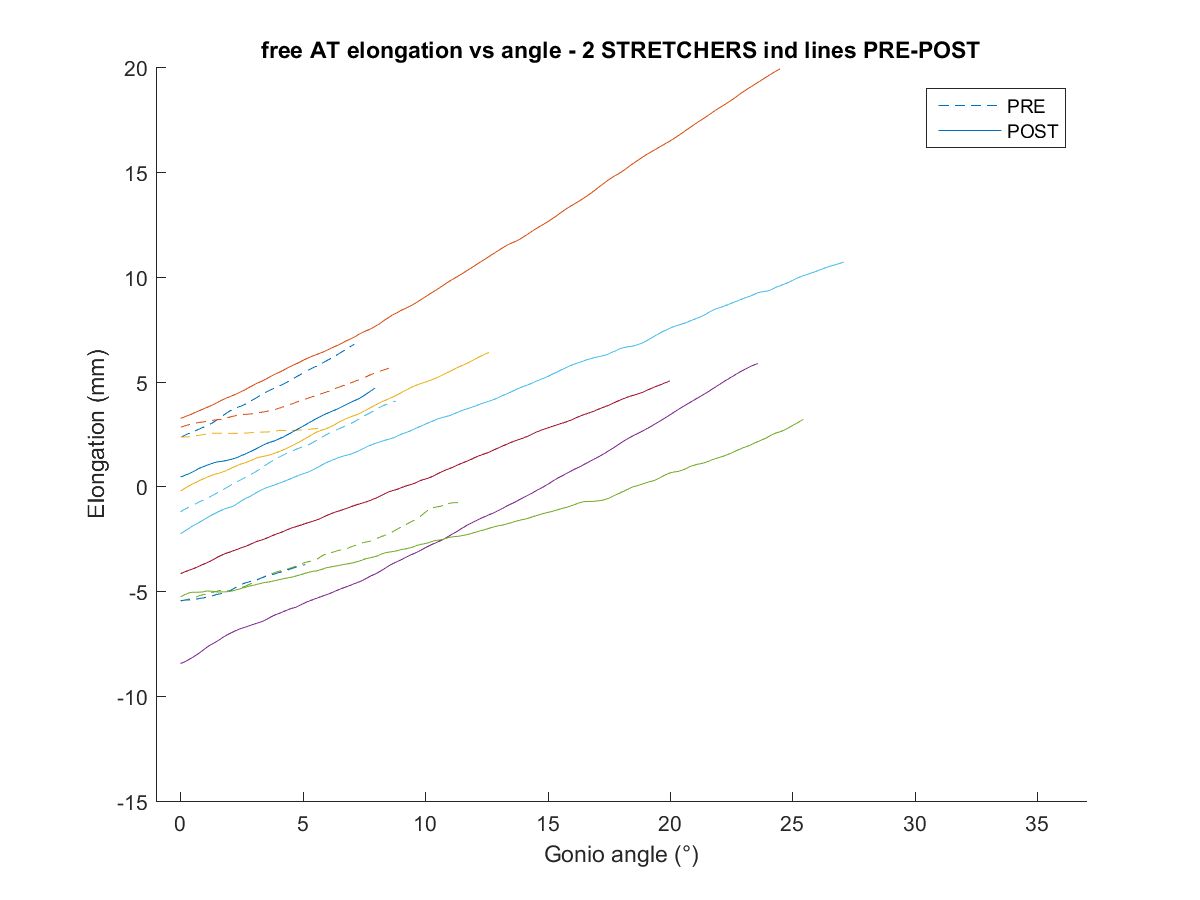 free AT elongation vs angle - 2 STRETCHERS ind lines PRE-POST
PRE
POST
20
15
10
5
0
-5
-10
-15
Elongation (mm)
0 5 10 15 20 25 30 35
Gonio angle (°)